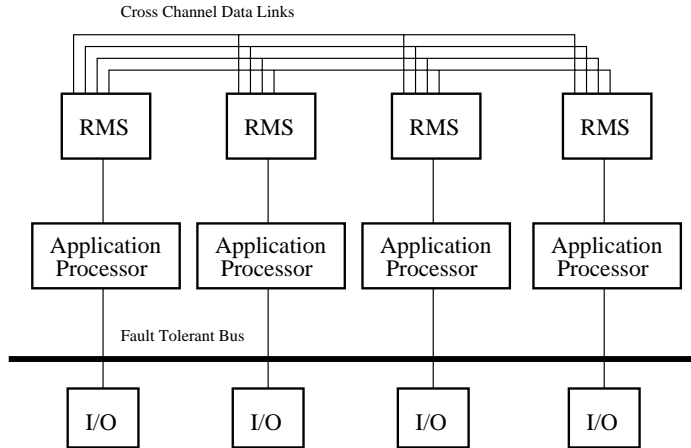 Cross Channel Data Links
RMS
RMS
RMS
RMS
Application
Processor
Application
Processor
Application
Processor
Application
Processor
Fault Tolerant Bus
I/O
I/O
I/O
I/O